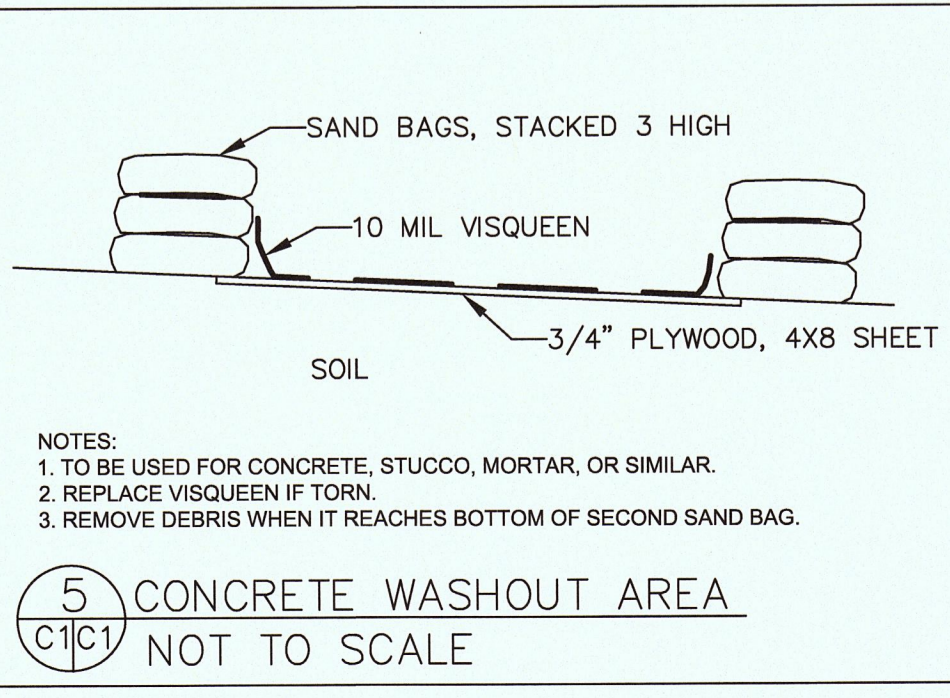 SAND BAGS, STACKED 3 HIGH
10 MIL VISQUEEN
3/4" PLYWOOD, 4X8 SHEET
SOIL
NOTES:
1. TO BE USED FOR CONCRETE, STUCCO, MORTAR, OR SIMILAR.
2. REPLACE VISQUEEN IF TORN.
3. REMOVE DEBRIS WHEN IT REACHES BOTTOM OF SECOND SAND BAG.
5 CONCRETE WASHOUT AREA
C1 C1 NOT TO SCALE